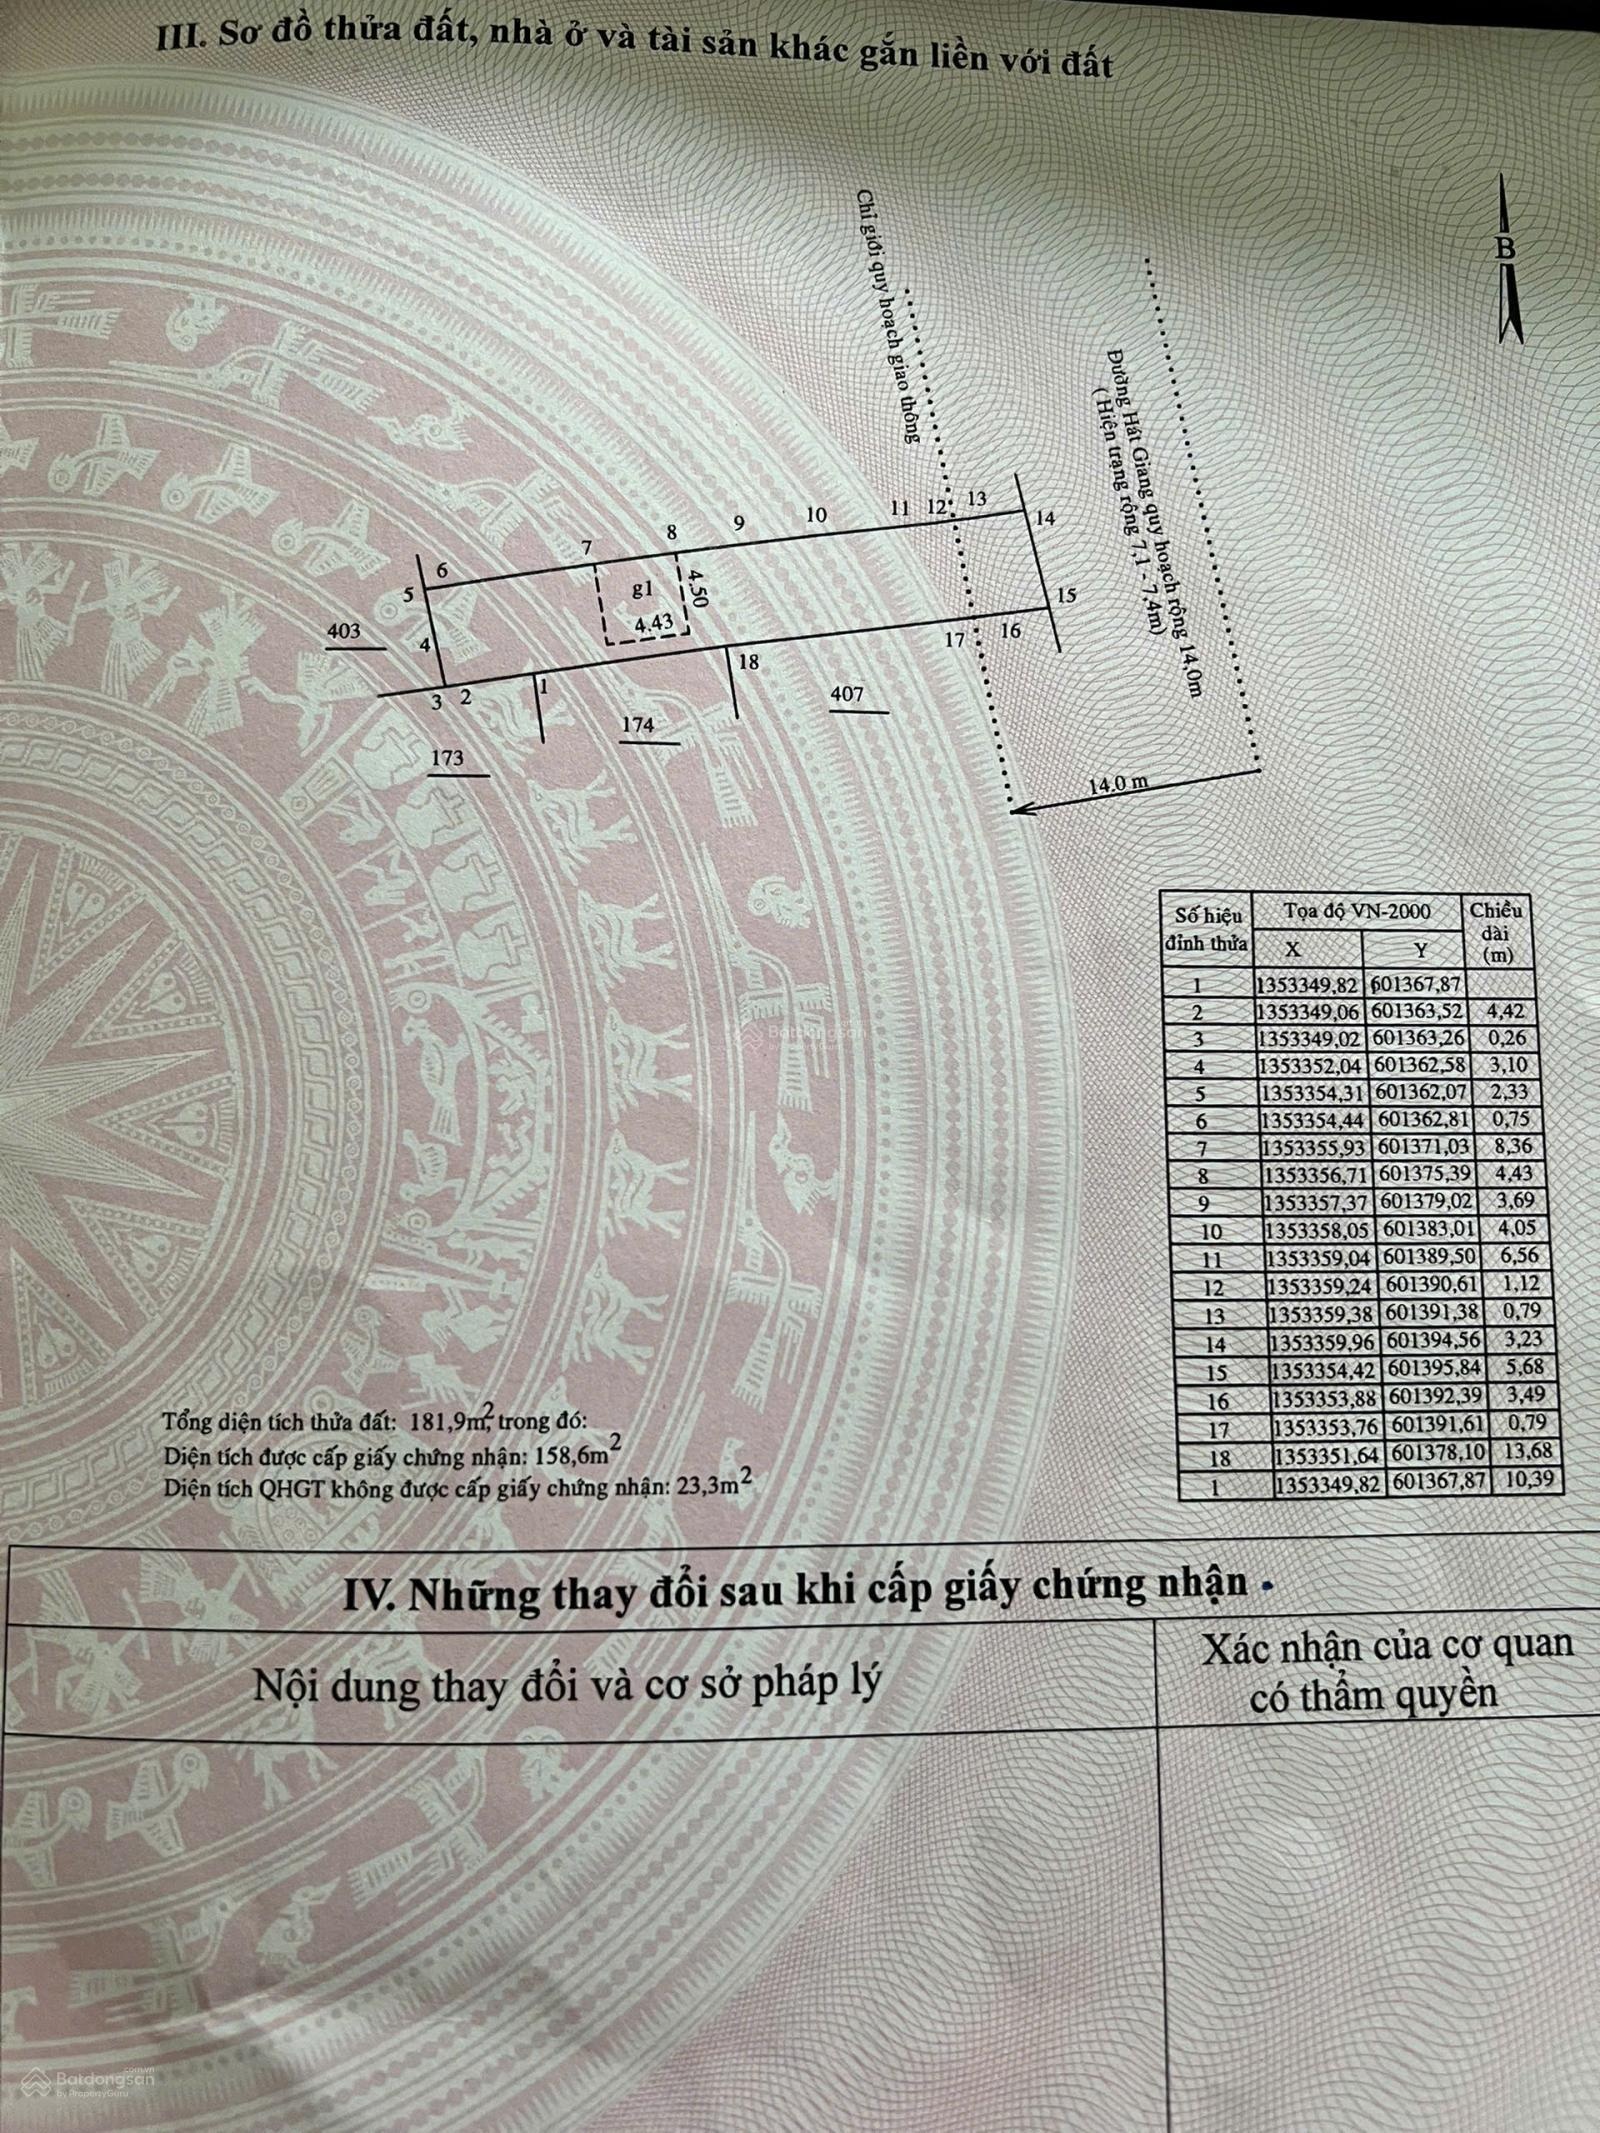 III. Sơ đồ thửa đất, nhà ở và tài sản khác gắn liền với đất
B
Chỉ giới quy hoạch giao thông
Đường Hát Giang quy hoạch rộng 14,0m
( Hiện trạng rộng 7,1 - 7,4m)
5 6 7 8 9 10 11 12 13 14
g1
4.50
4.43
403
4
15
16
17
18
3 2 1
407
174
173
14.0 m
Số hiệu đỉnh thửa Tọa độ VN-2000 Chiều dài (m)
X Y
1 1353349,82 601367,87
2 1353349,06 601363,52 4,42
3 1353349,02 601363,26 0,26
4 1353352,04 601362,58 3,10
5 1353354,31 601362,07 2,33
6 1353354,44 601362,81 0,75
7 1353355,93 601371,03 8,36
8 1353356,71 601375,39 4,43
9 1353357,37 601379,02 3,69
10 1353358,05 601383,01 4,05
11 1353359,04 601389,50 6,56
12 1353359,24 601390,61 1,12
13 1353359,38 601391,38 0,79
14 1353359,96 601394,56 3,23
15 1353354,42 601395,84 5,68
16 1353353,88 601392,39 3,49
17 1353353,76 601391,61 0,79
18 1353351,64 601378,10 13,68
1 1353349,82 601367,87 10,39
Tổng diện tích thửa đất: 181,9m², trong đó:
Diện tích được cấp giấy chứng nhận: 158,6m²
Diện tích QHGT không được cấp giấy chứng nhận: 23,3m²
IV. Những thay đổi sau khi cấp giấy chứng nhận
Nội dung thay đổi và cơ sở pháp lý
Xác nhận của cơ quan
có thẩm quyền
Batdongsan
.com.vn
by PropertyGuru
Batdongsan
.com.vn
by PropertyGuru